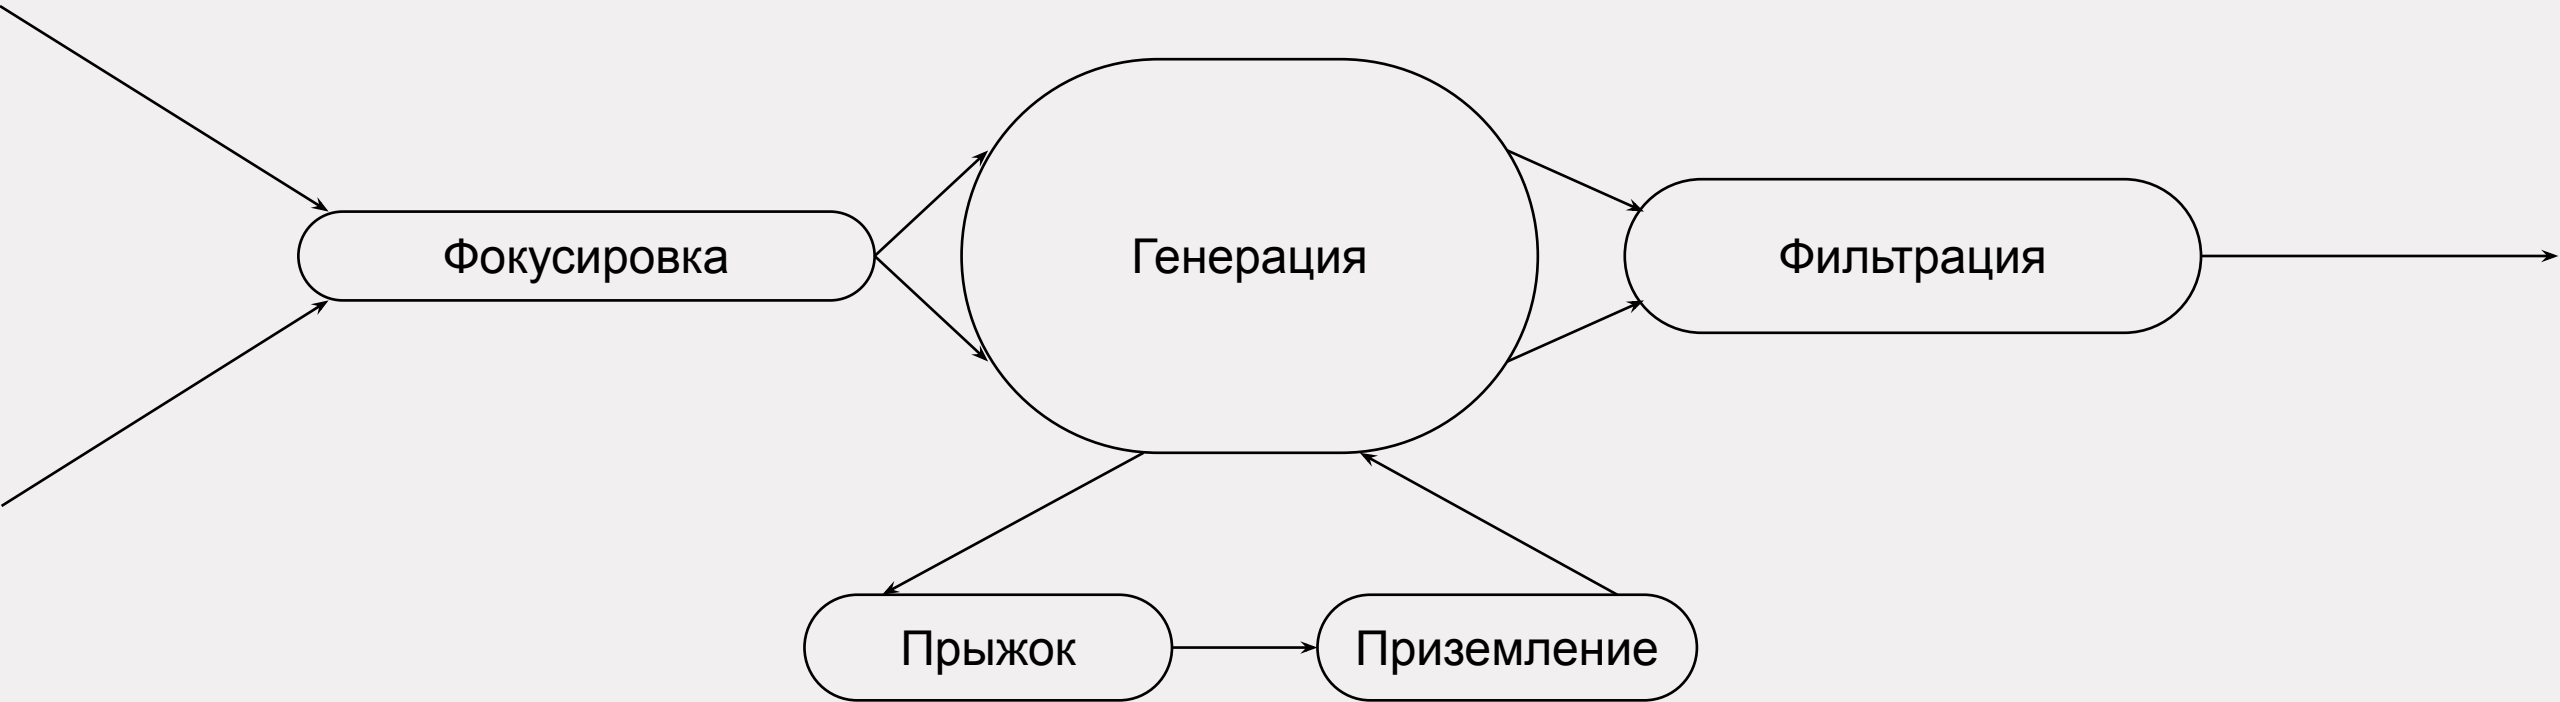 Фокусировка
Генерация
Фильтрация
Прыжок
Приземление